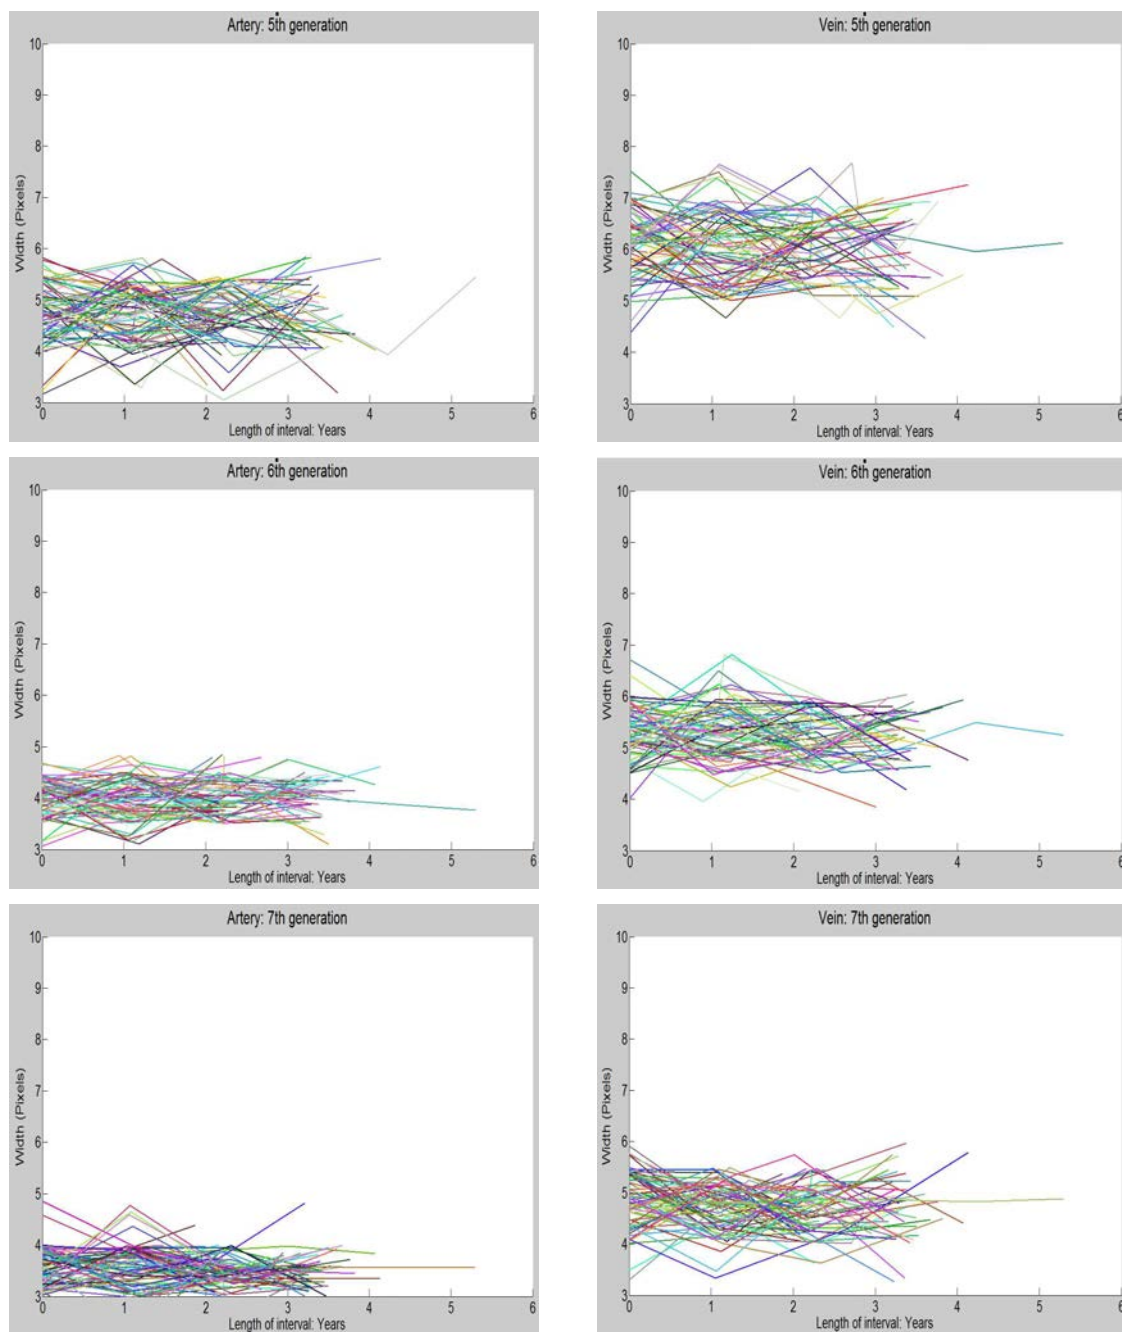 Artery: 5th generation
Width (Pixels)
10
9
8
7
6
5
4
3
0 1 2 3 4 5 6
Length of interval: Years
Vein: 5th generation
Width (Pixels)
10
9
8
7
6
5
4
3
0 1 2 3 4 5 6
Length of interval: Years
Artery: 6th generation
Width (Pixels)
10
9
8
7
6
5
4
3
0 1 2 3 4 5 6
Length of interval: Years
Vein: 6th generation
Width (Pixels)
10
9
8
7
6
5
4
3
0 1 2 3 4 5 6
Length of interval: Years
Artery: 7th generation
Width (Pixels)
10
9
8
7
6
5
4
3
0 1 2 3 4 5 6
Length of interval: Years
Vein: 7th generation
Width (Pixels)
10
9
8
7
6
5
4
3
0 1 2 3 4 5 6
Length of interval: Years